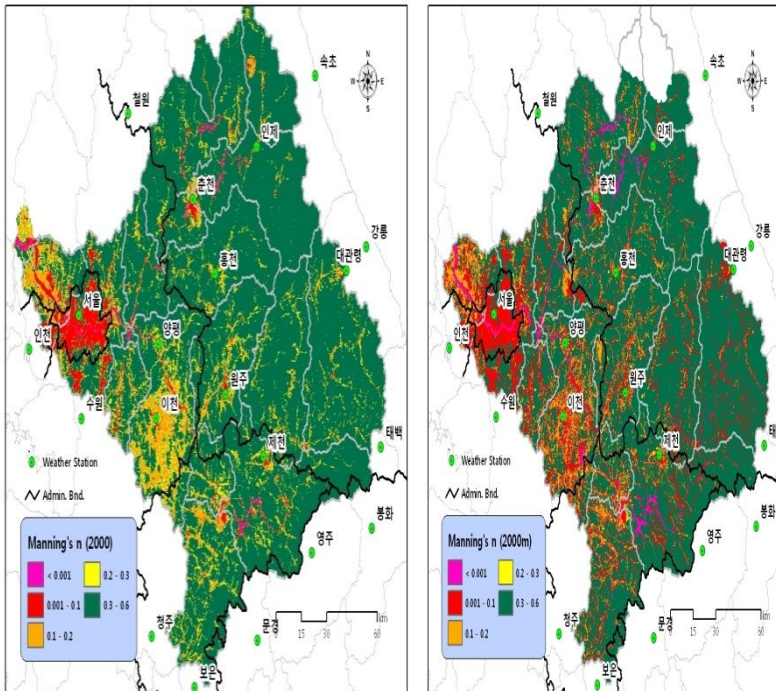 N
W E
S
속초
철원
인제
춘천
강릉
홍천
대관령
서울
인천
양평
원주
이천
수원
제천
태백
Weather Station
Admin. Bnd.
봉화
영주
Manning's n (2000)
< 0.001
0.2 - 0.3
0.001 - 0.1
0.3 - 0.6
0.1 - 0.2
km
0 15 30 60
청주
문경
보은
N
W E
S
속초
철원
인제
춘천
강릉
홍천
대관령
서울
인천
양평
원주
이천
수원
제천
태
Weather Station
Admin. Bnd.
봉화
영주
Manning's n (2000m)
< 0.001
0.2 - 0.3
0.001 - 0.1
0.3 - 0.6
0.1 - 0.2
km
0 15 30 60
청주
문경
보은